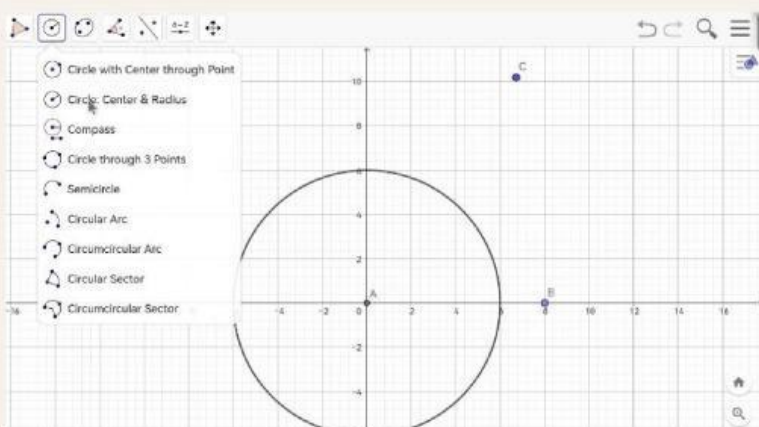 A=2
Circle with Center through Point
Circle: Center & Radius
Compass
Circle through 3 Points
Semicircle
Circular Arc
Circumcircular Arc
Circular Sector
Circumcircular Sector
C
10
8
6
4
2
A
B
-16 -4 -2 0 2 4 6 8 10 12 14 16
-2
-4